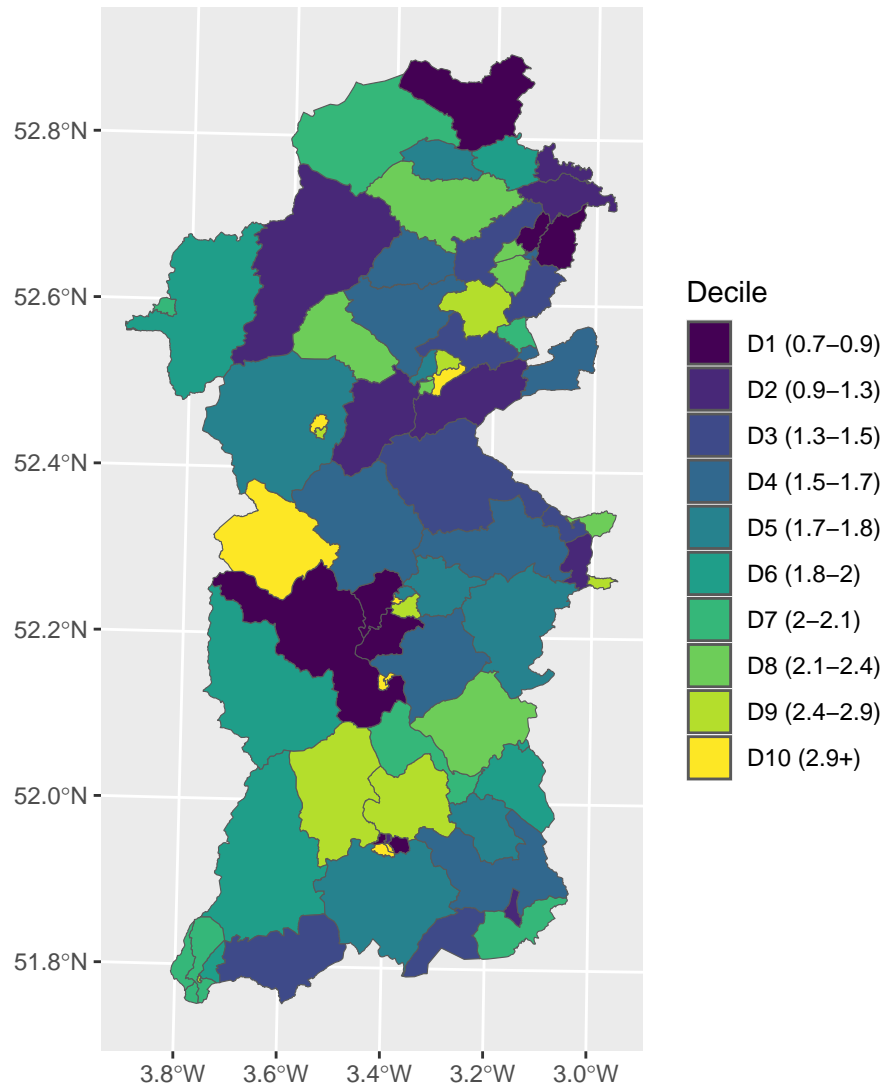 52.8°N
52.6°N
52.4°N
52.2°N
52.0°N
51.8°N
3.8°W 3.6°W 3.4°W 3.2°W 3.0°W
Decile
D1 (0.7–0.9)
D2 (0.9–1.3)
D3 (1.3–1.5)
D4 (1.5–1.7)
D5 (1.7–1.8)
D6 (1.8–2)
D7 (2–2.1)
D8 (2.1–2.4)
D9 (2.4–2.9)
D10 (2.9+)